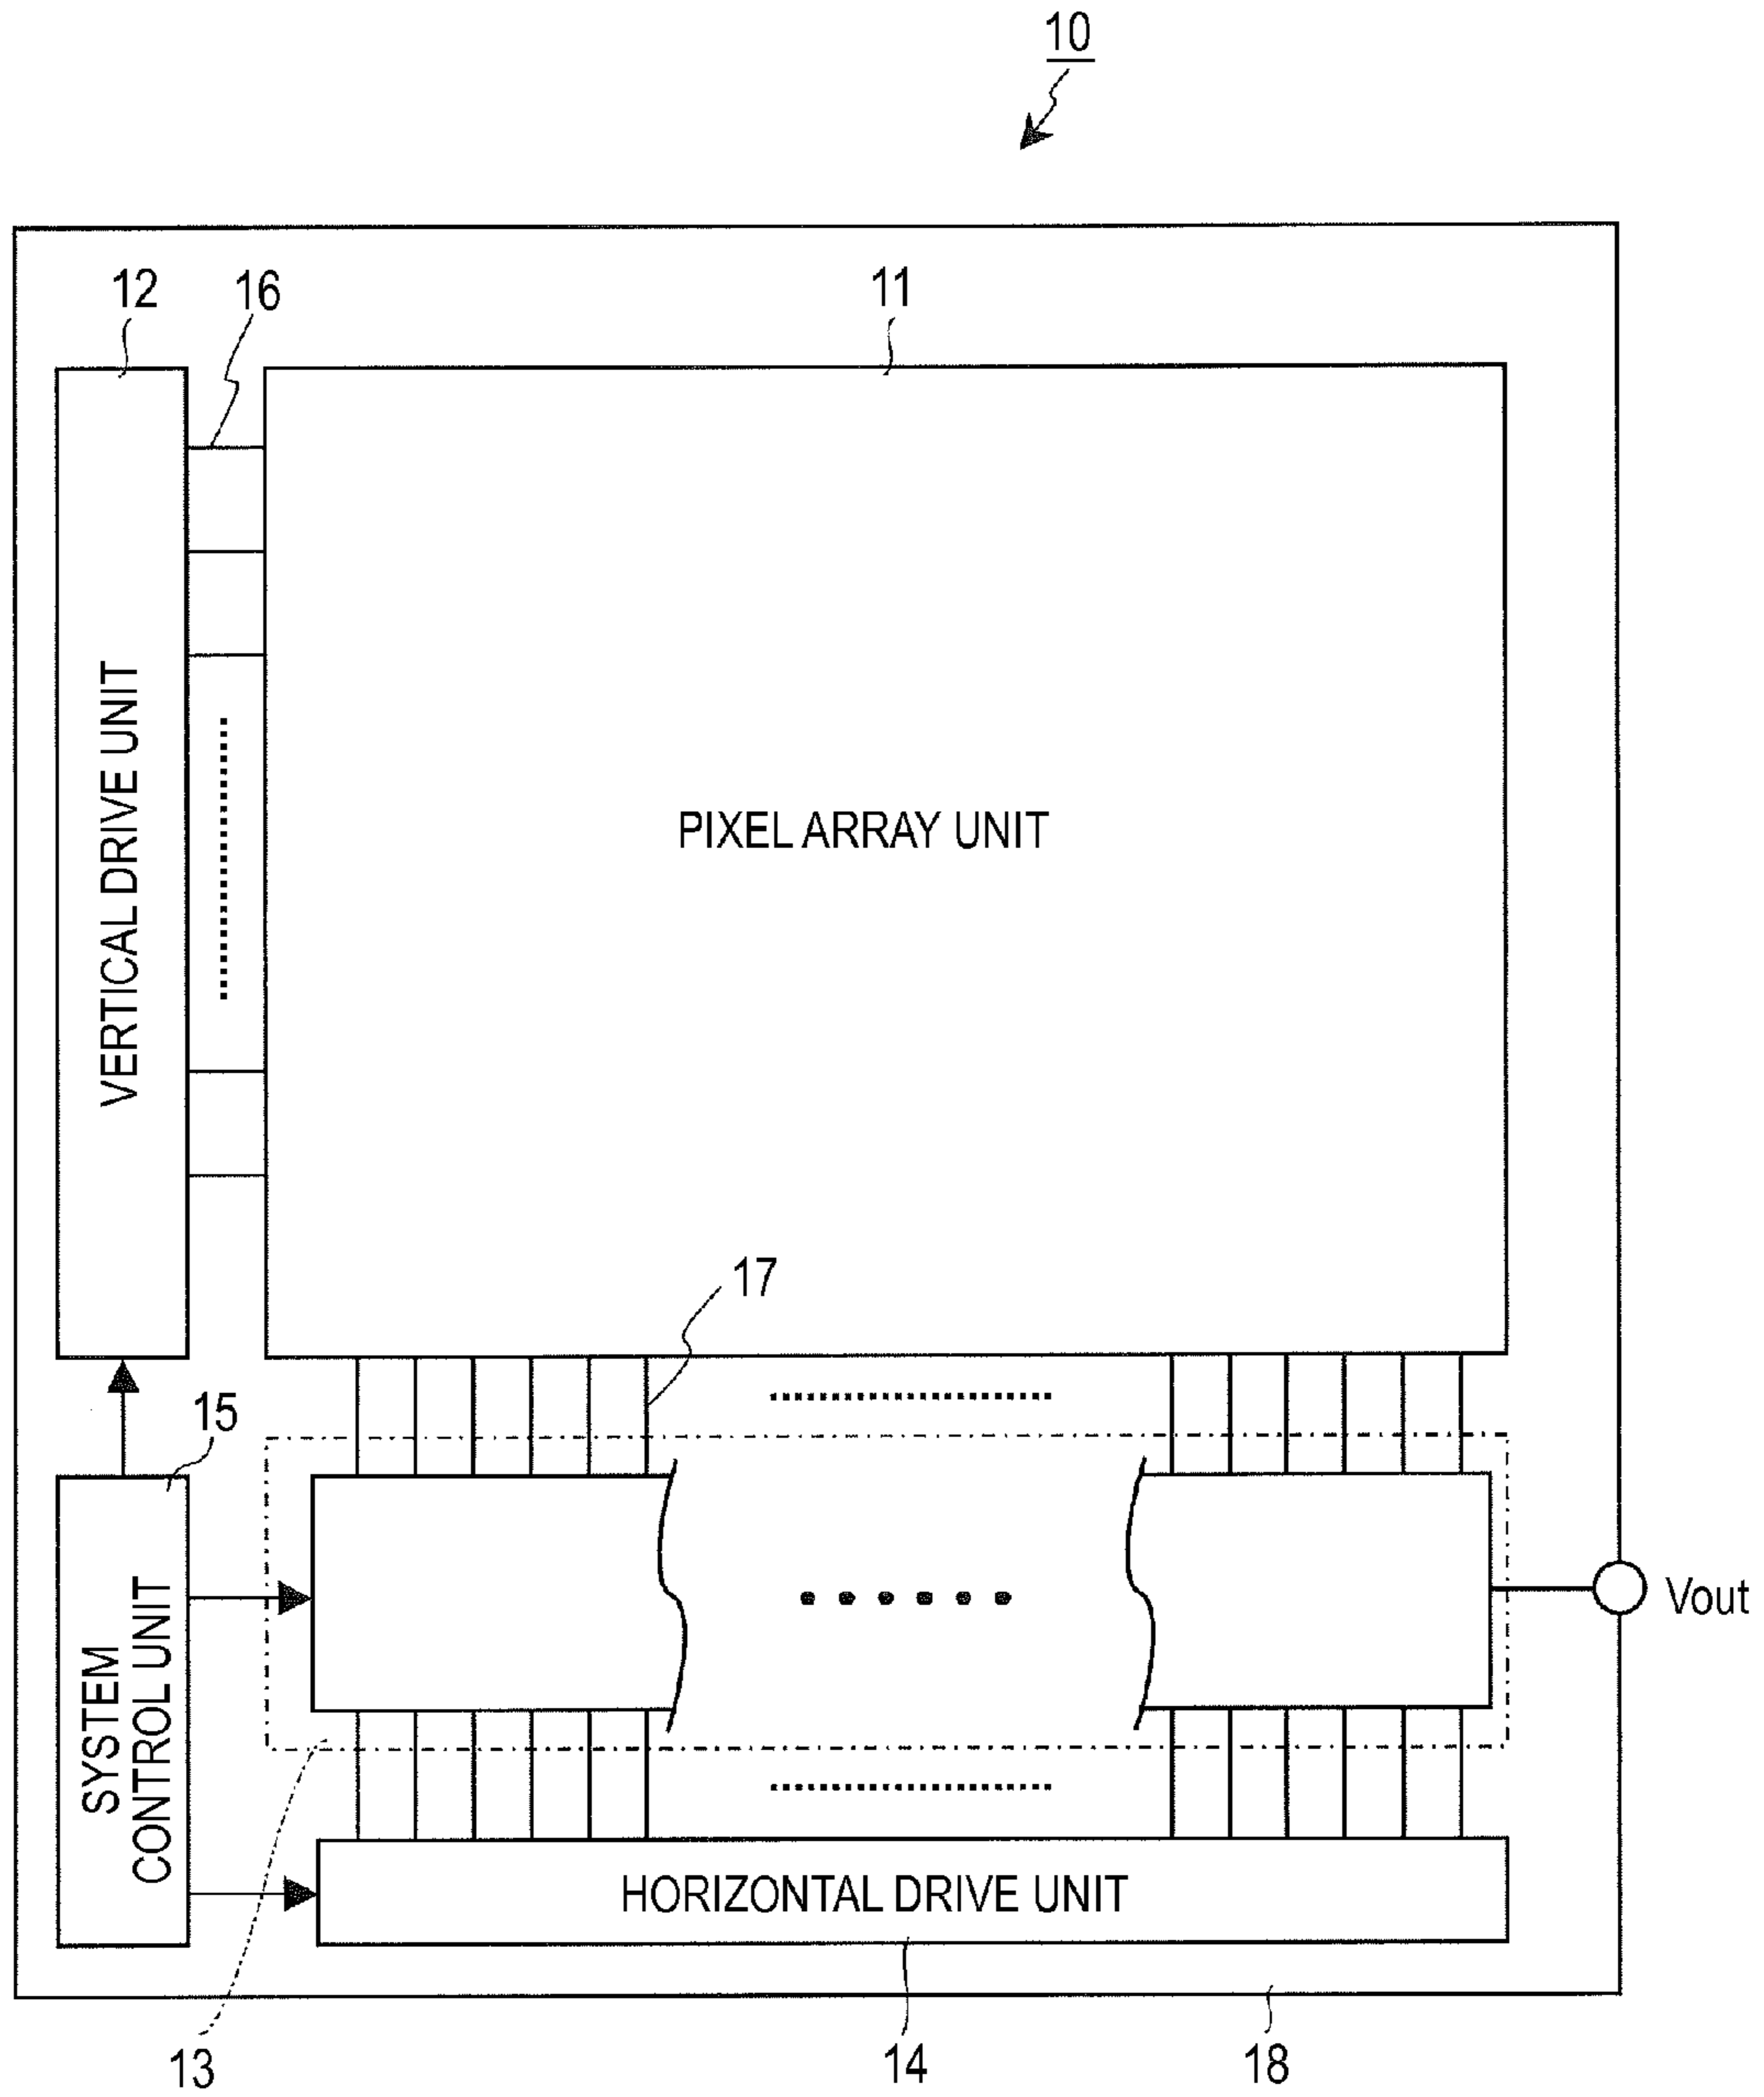 10
12
16
11
VERTICAL DRIVE UNIT
PIXEL ARRAY UNIT
17
15
SYSTEM
CONTROL UNIT
Vout
HORIZONTAL DRIVE UNIT
13
14
18